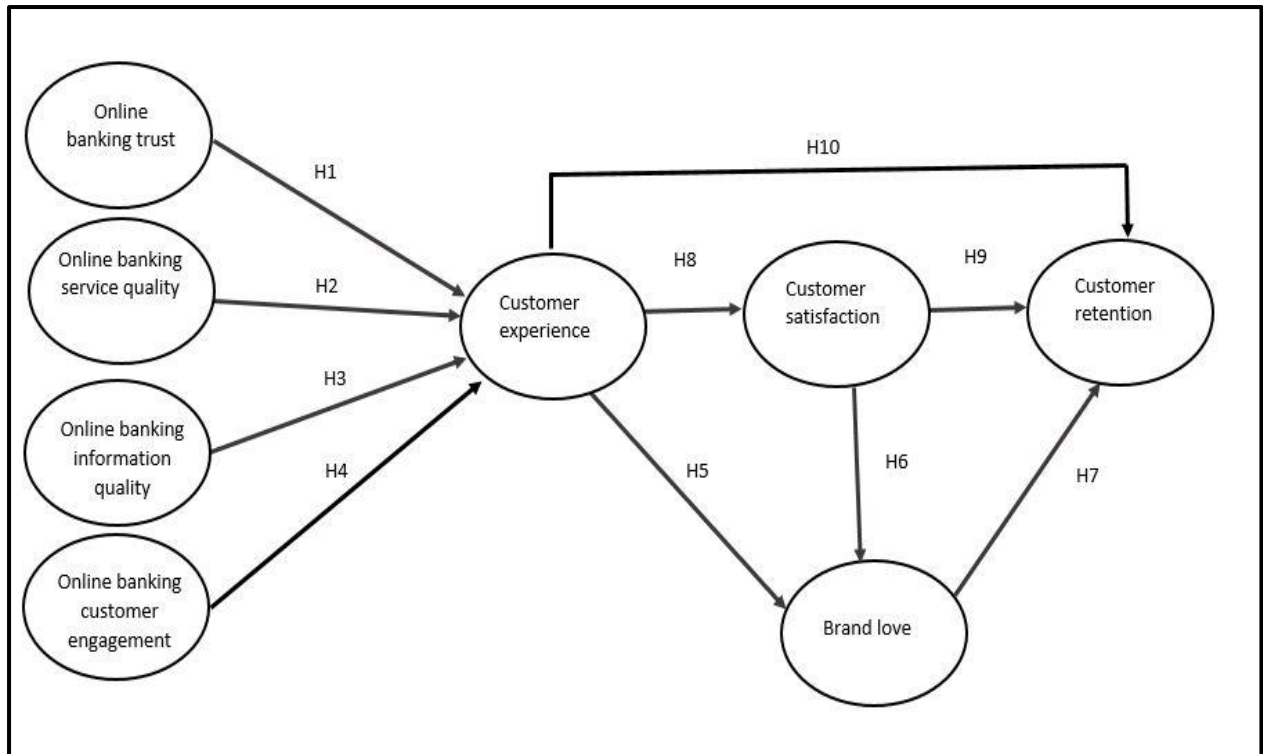 Online
banking trust
H1
Online banking
service quality
H2
Online banking
information
quality
H3
Online banking
customer
engagement
H4
Customer
experience
H10
H8
Customer
satisfaction
H9
Customer
retention
H5
H6
H7
Brand love